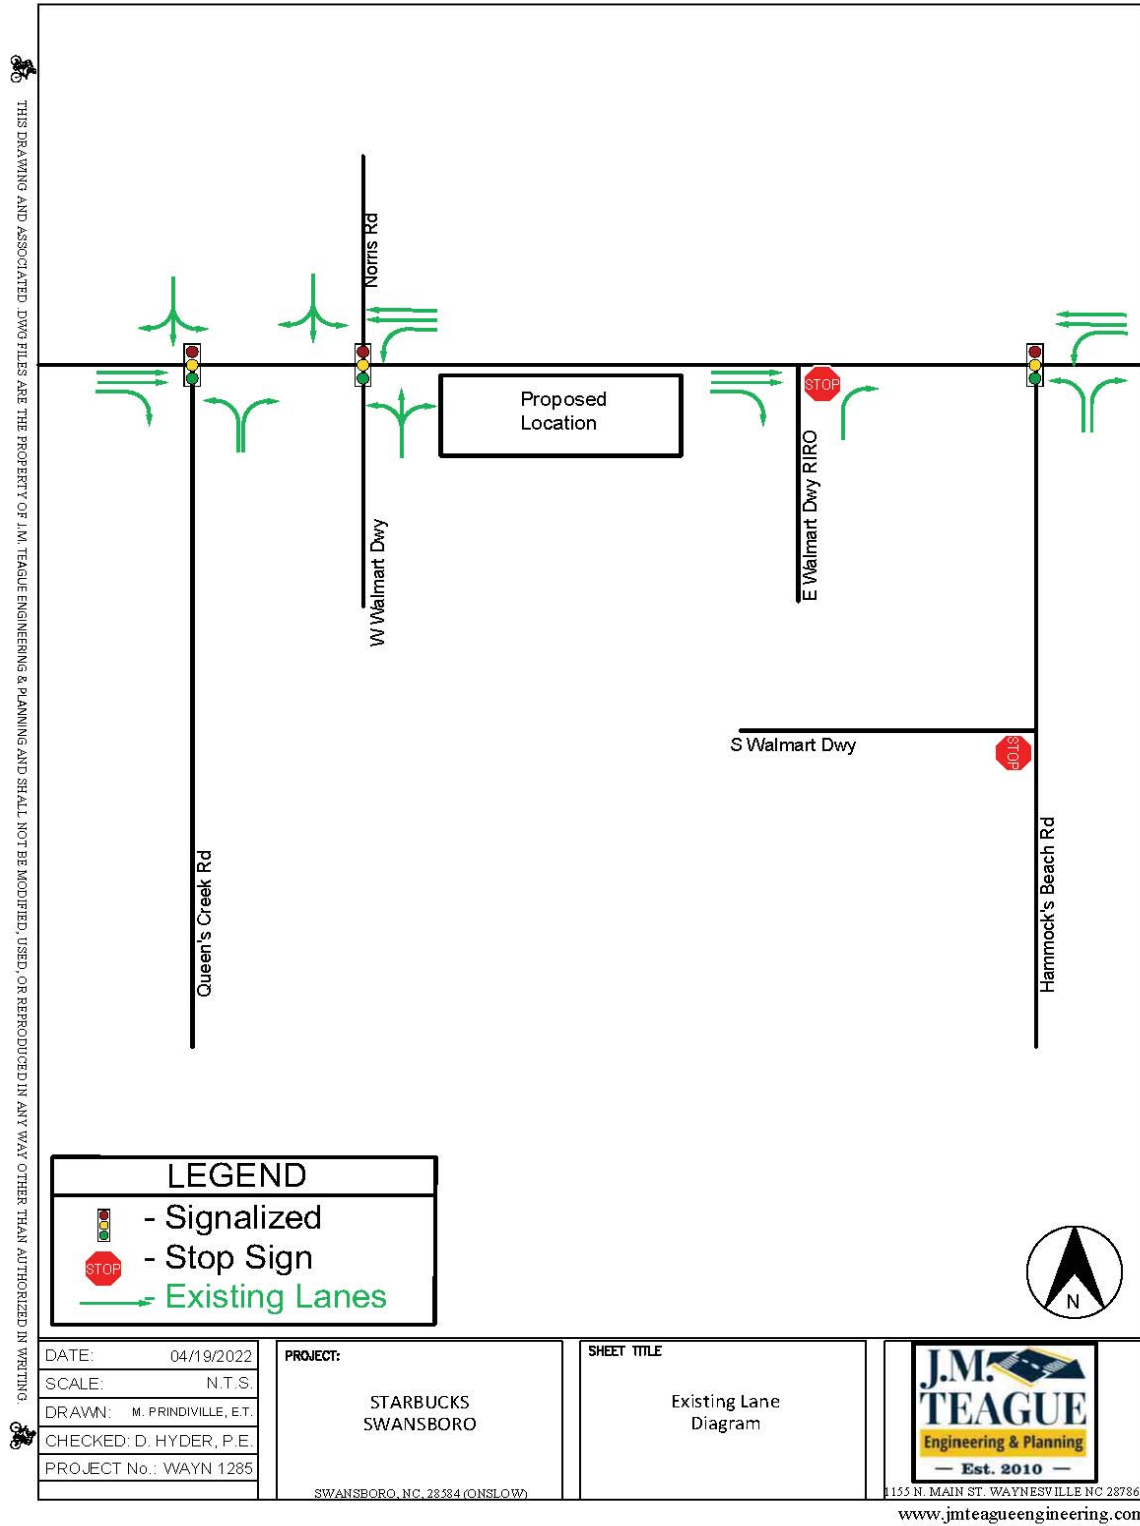 THIS DRAWING AND ASSOCIATED .DWG FILES ARE THE PROPERTY OF J.M. TEAGUE ENGINEERING & PLANNING AND SHALL NOT BE MODIFIED, USED, OR REPRODUCED IN ANY WAY OTHER THAN AUTHORIZED IN WRITING.
Norris Rd
Proposed
Location
STOP
E Walmart Dwy RIRO
W Walmart Dwy
S Walmart Dwy
STOP
Queen's Creek Rd
Hammock's Beach Rd
LEGEND
- Signalized
STOP - Stop Sign
- Existing Lanes
N
DATE: 04/19/2022
SCALE: N.T.S.
DRAWN: M. PRINDIVILLE, E.T.
CHECKED: D. HYDER, P.E.
PROJECT No.: WAYN 1285
PROJECT:
STARBUCKS
SWANSBORO
SWANSBORO, NC, 28584 (ONSLOW)
SHEET TITLE
Existing Lane
Diagram
J.M.
TEAGUE
Engineering & Planning
— Est. 2010 —
1155 N. MAIN ST. WAYNESVILLE NC 28786
www.jmteagueengineering.com